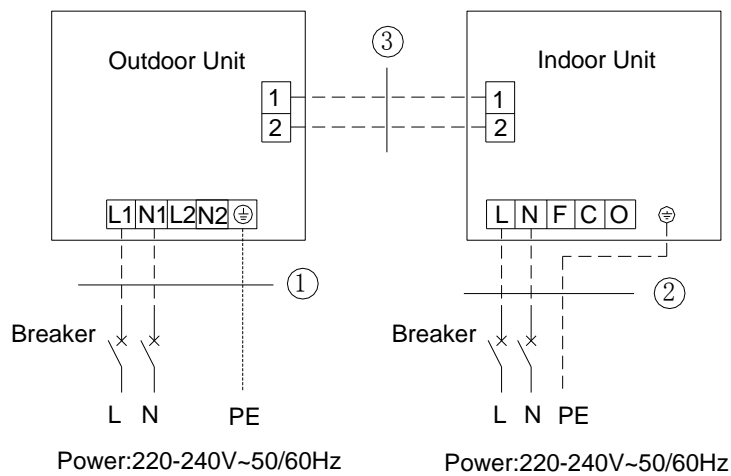 ③
Outdoor Unit
Indoor Unit
1
2
1
2
L1 N1 L2 N2
L N F C O
①
②
Breaker
Breaker
L N PE
L N PE
Power:220-240V~50/60Hz
Power:220-240V~50/60Hz